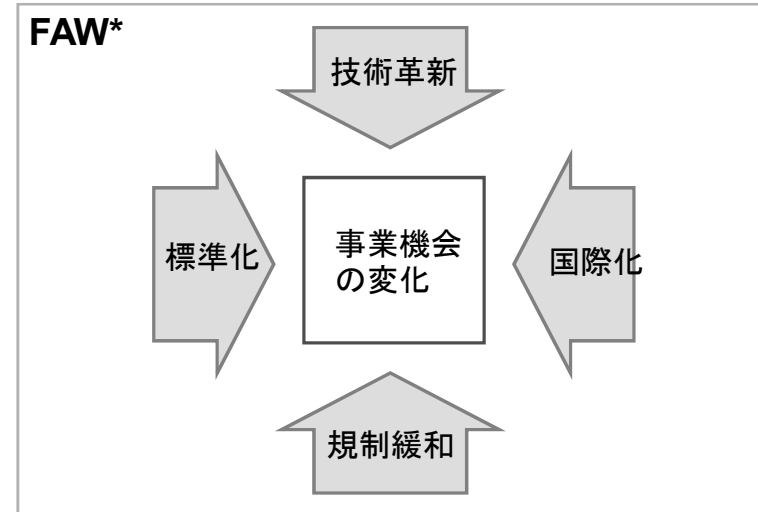 FAW*
技術革新
標準化
事業機会
の変化
国際化
規制緩和